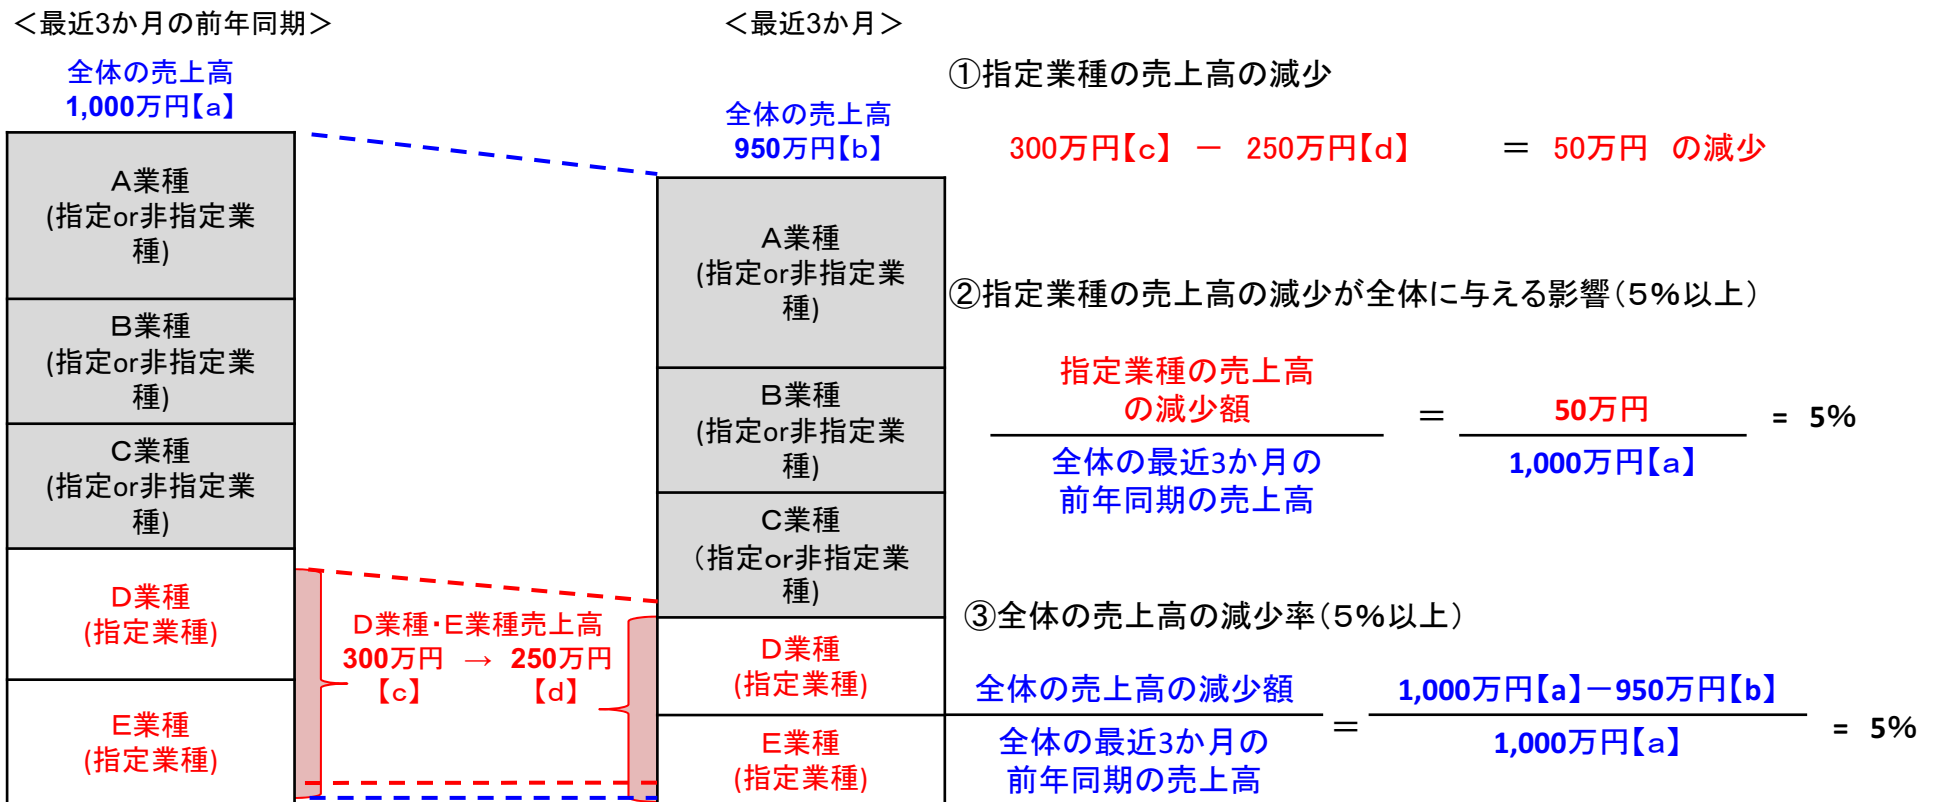 ＜最近3か月の前年同期＞
全体の売上高
1,000万円【a】
A業種
(指定or非指定業
種)
B業種
(指定or非指定業
種)
C業種
(指定or非指定業
種)
D業種
(指定業種)
E業種
(指定業種)
D業種・E業種売上高
300万円 → 250万円
【c】 【d】
＜最近3か月＞
全体の売上高
950万円【b】
A業種
(指定or非指定業
種)
B業種
(指定or非指定業
種)
C業種
（指定or非指定業
種)
D業種
(指定業種)
E業種
(指定業種)
①指定業種の売上高の減少
300万円【c】 － 250万円【d】 ＝ 50万円 の減少
②指定業種の売上高の減少が全体に与える影響（5％以上）
指定業種の売上高
の減少額
全体の最近3か月の
前年同期の売上高
＝
50万円
1,000万円【a】
= 5%
③全体の売上高の減少率（5％以上）
全体の売上高の減少額
全体の最近3か月の
前年同期の売上高
＝
1,000万円【a】－950万円【b】
1,000万円【a】
= 5%